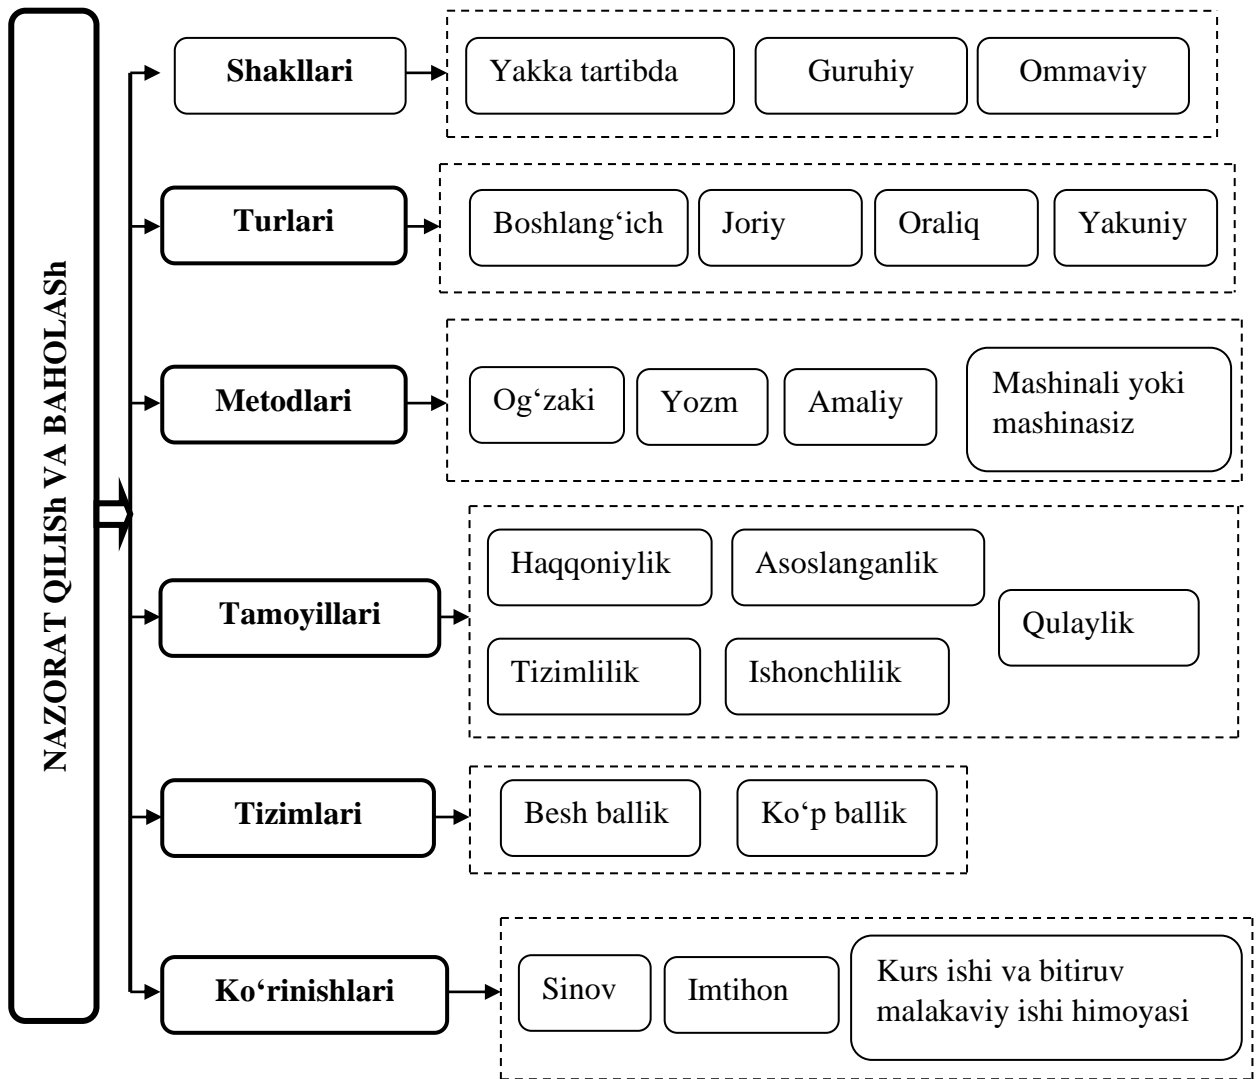 NAZORAT QILISh VA BAHOLASh
Shakllari
Yakka tartibda
Guruhiy
Ommaviy
Turlari
Boshlang‘ich
Joriy
Oraliq
Yakuniy
Metodlari
Og‘zaki
Yozm
Amaliy
Mashinali yoki
mashinasiz
Tamoyillari
Haqqoniylik
Asoslanganlik
Qulaylik
Tizimlilik
Ishonchlilik
Tizimlari
Besh ballik
Ko‘p ballik
Ko‘rinishlari
Sinov
Imtihon
Kurs ishi va bitiruv
malakaviy ishi himoyasi